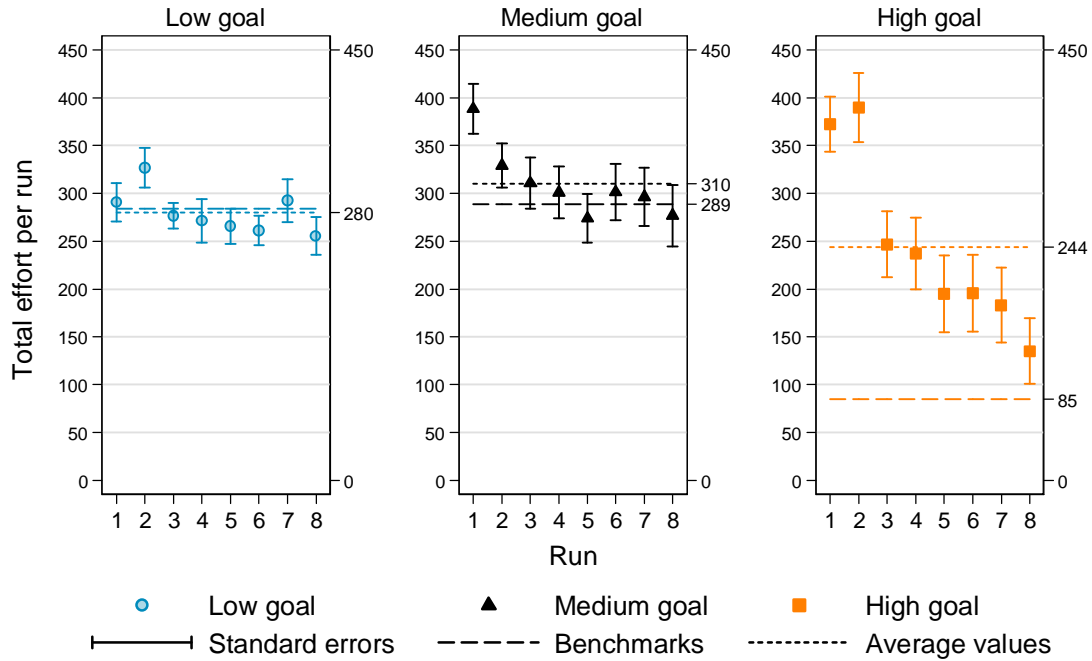 Low goal Medium goal High goal
450 450 450 450 450 450
400 400 400
350 350 350
300 300 310 300
289
280
250 250 250 244
200 200 200
150 150 150
100 100 100
85
50 50 50
0 0 0 0 0 0
1 2 3 4 5 6 7 8 1 2 3 4 5 6 7 8 1 2 3 4 5 6 7 8
Total effort per run
Run
Low goal Medium goal High goal
Standard errors Benchmarks Average values